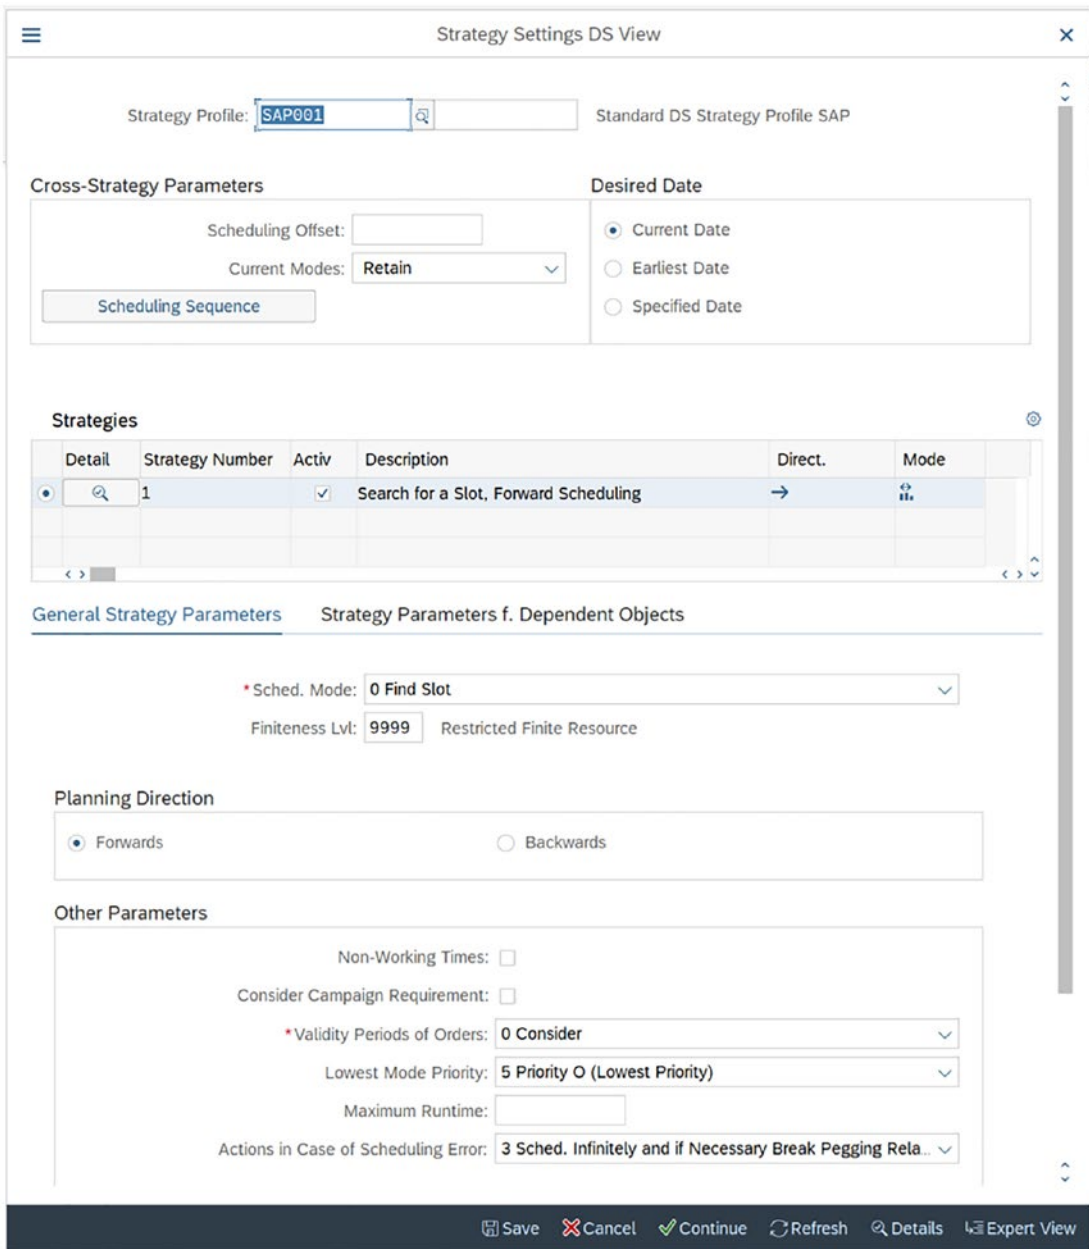 Strategy Settings DS View
Strategy Profile: SAP001 Standard DS Strategy Profile SAP
Cross-Strategy Parameters Desired Date
Scheduling Offset: Current Date
Current Modes: Retain Earliest Date
Scheduling Sequence Specified Date
Strategies
Detail Strategy Number Activ Description Direct. Mode
1 Search for a Slot, Forward Scheduling
General Strategy Parameters Strategy Parameters f. Dependent Objects
*Sched. Mode: 0 Find Slot
Finiteness Lvl: 9999 Restricted Finite Resource
Planning Direction
Forwards Backwards
Other Parameters
Non-Working Times:
Consider Campaign Requirement:
*Validity Periods of Orders: 0 Consider
Lowest Mode Priority: 5 Priority O (Lowest Priority)
Maximum Runtime:
Actions in Case of Scheduling Error: 3 Sched. Infinitely and if Necessary Break Pegging Rela...
Save Cancel Continue Refresh Details Expert View